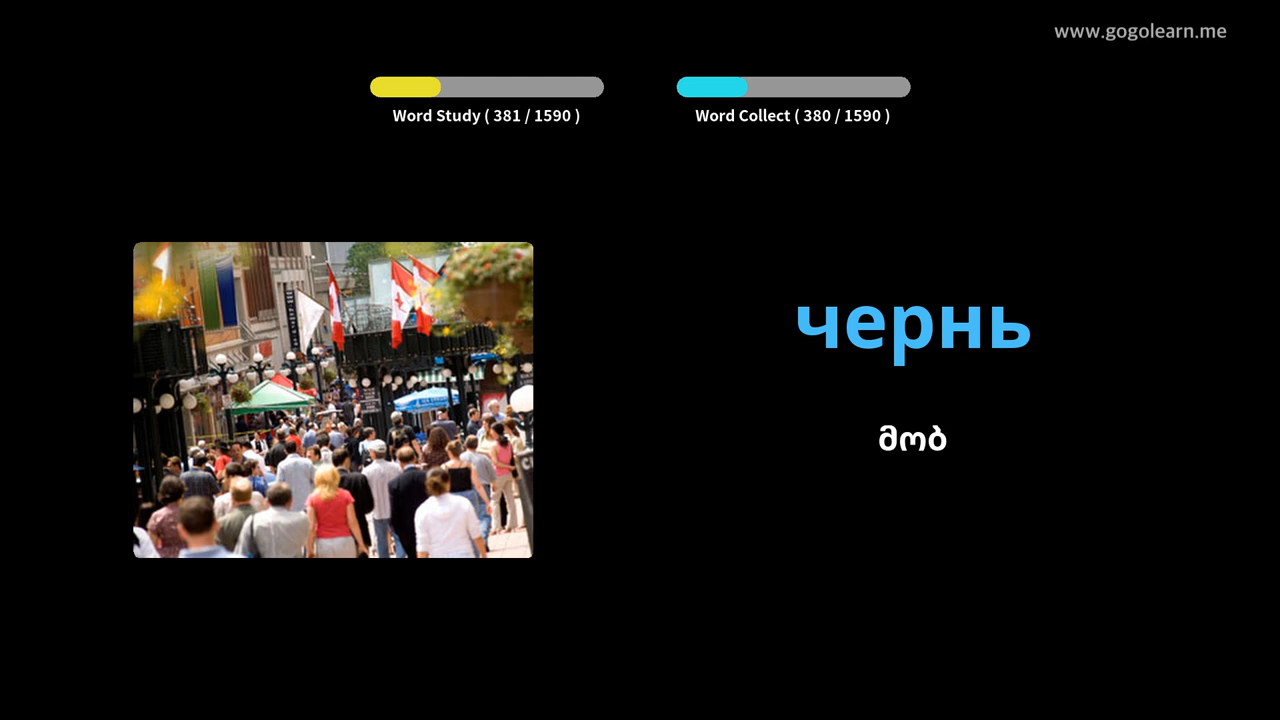 www.gogolearn.me
Word Study ( 381 / 1590 )
Word Collect ( 380 / 1590 )
чернь
მობ